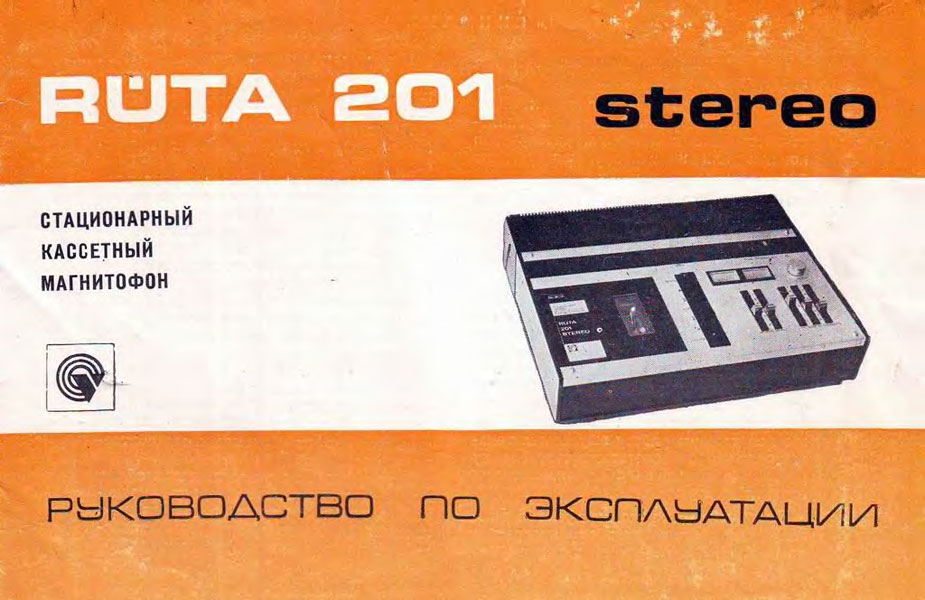 RŪTA 201 stereo
СТАЦИОНАРНЫЙ
КАССЕТНЫЙ
МАГНИТОФОН
RUTA
201
STEREO
РУКОВОДСТВО ПО ЭКСПЛУАТАЦИИ